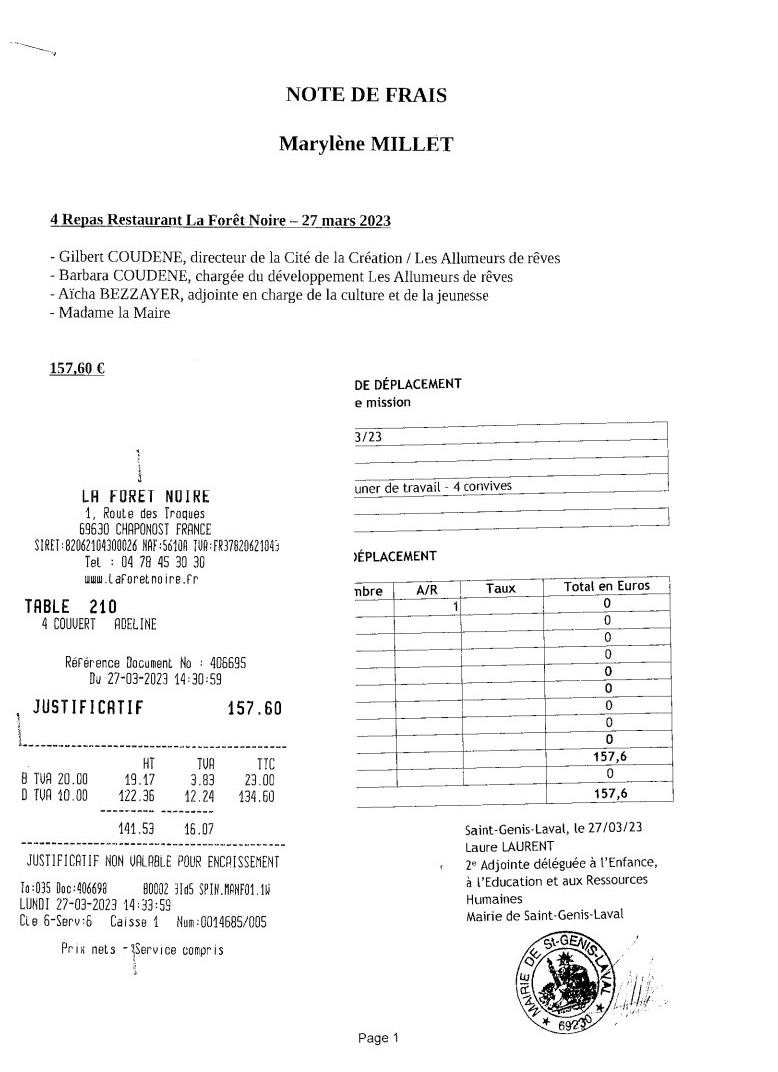 NOTE DE FRAIS
Marylène MILLET
4 Repas Restaurant La Forêt Noire – 27 mars 2023
- Gilbert COUDENE, directeur de la Cité de la Création / Les Allumeurs de rêves
- Barbara COUDENE, chargée du développement Les Allumeurs de rêves
- Aïcha BEZZAYER, adjointe en charge de la culture et de la jeunesse
- Madame la Maire
157,60 €
LA FORET NOIRE
1, Route des Troques
69630 CHAPONOST FRANCE
SIRET:82062104300026 NAF:5610A TVA:FR37820621043
Tel : 04 78 45 30 30
www.laforetnoire.fr
TABLE 210
4 COUVERT ADELINE
Référence Document No : 406695
Du 27-03-2023 14:30:59
JUSTIFICATIF 157.60
HT TVA TTC
B TVA 20.00 19.17 3.83 23.00
D TVA 10.00 122.36 12.24 134.60
141.53 16.07
JUSTIFICATIF NON VALABLE POUR ENCAISSEMENT
To:035 Doc:406698 80002 3Id5 SPIN.MANF01.1W
LUNDI 27-03-2023 14:33:59
Cle 6-Serv:6 Caisse 1 Num:0014685/005
Prix nets - Service compris
DE DÉPLACEMENT
e mission
3/23
uner de travail - 4 convives
DÉPLACEMENT
nbre A/R Taux Total en Euros
1 0
0
0
0
0
0
0
0
0
157,6
0
157,6
Saint-Genis-Laval, le 27/03/23
Laure LAURENT
2e Adjointe déléguée à l'Enfance,
à l'Education et aux Ressources
Humaines
Mairie de Saint-Genis-Laval
MAIRIE DE St-GENIS-LAVAL
★ 69230 ★
Page 1